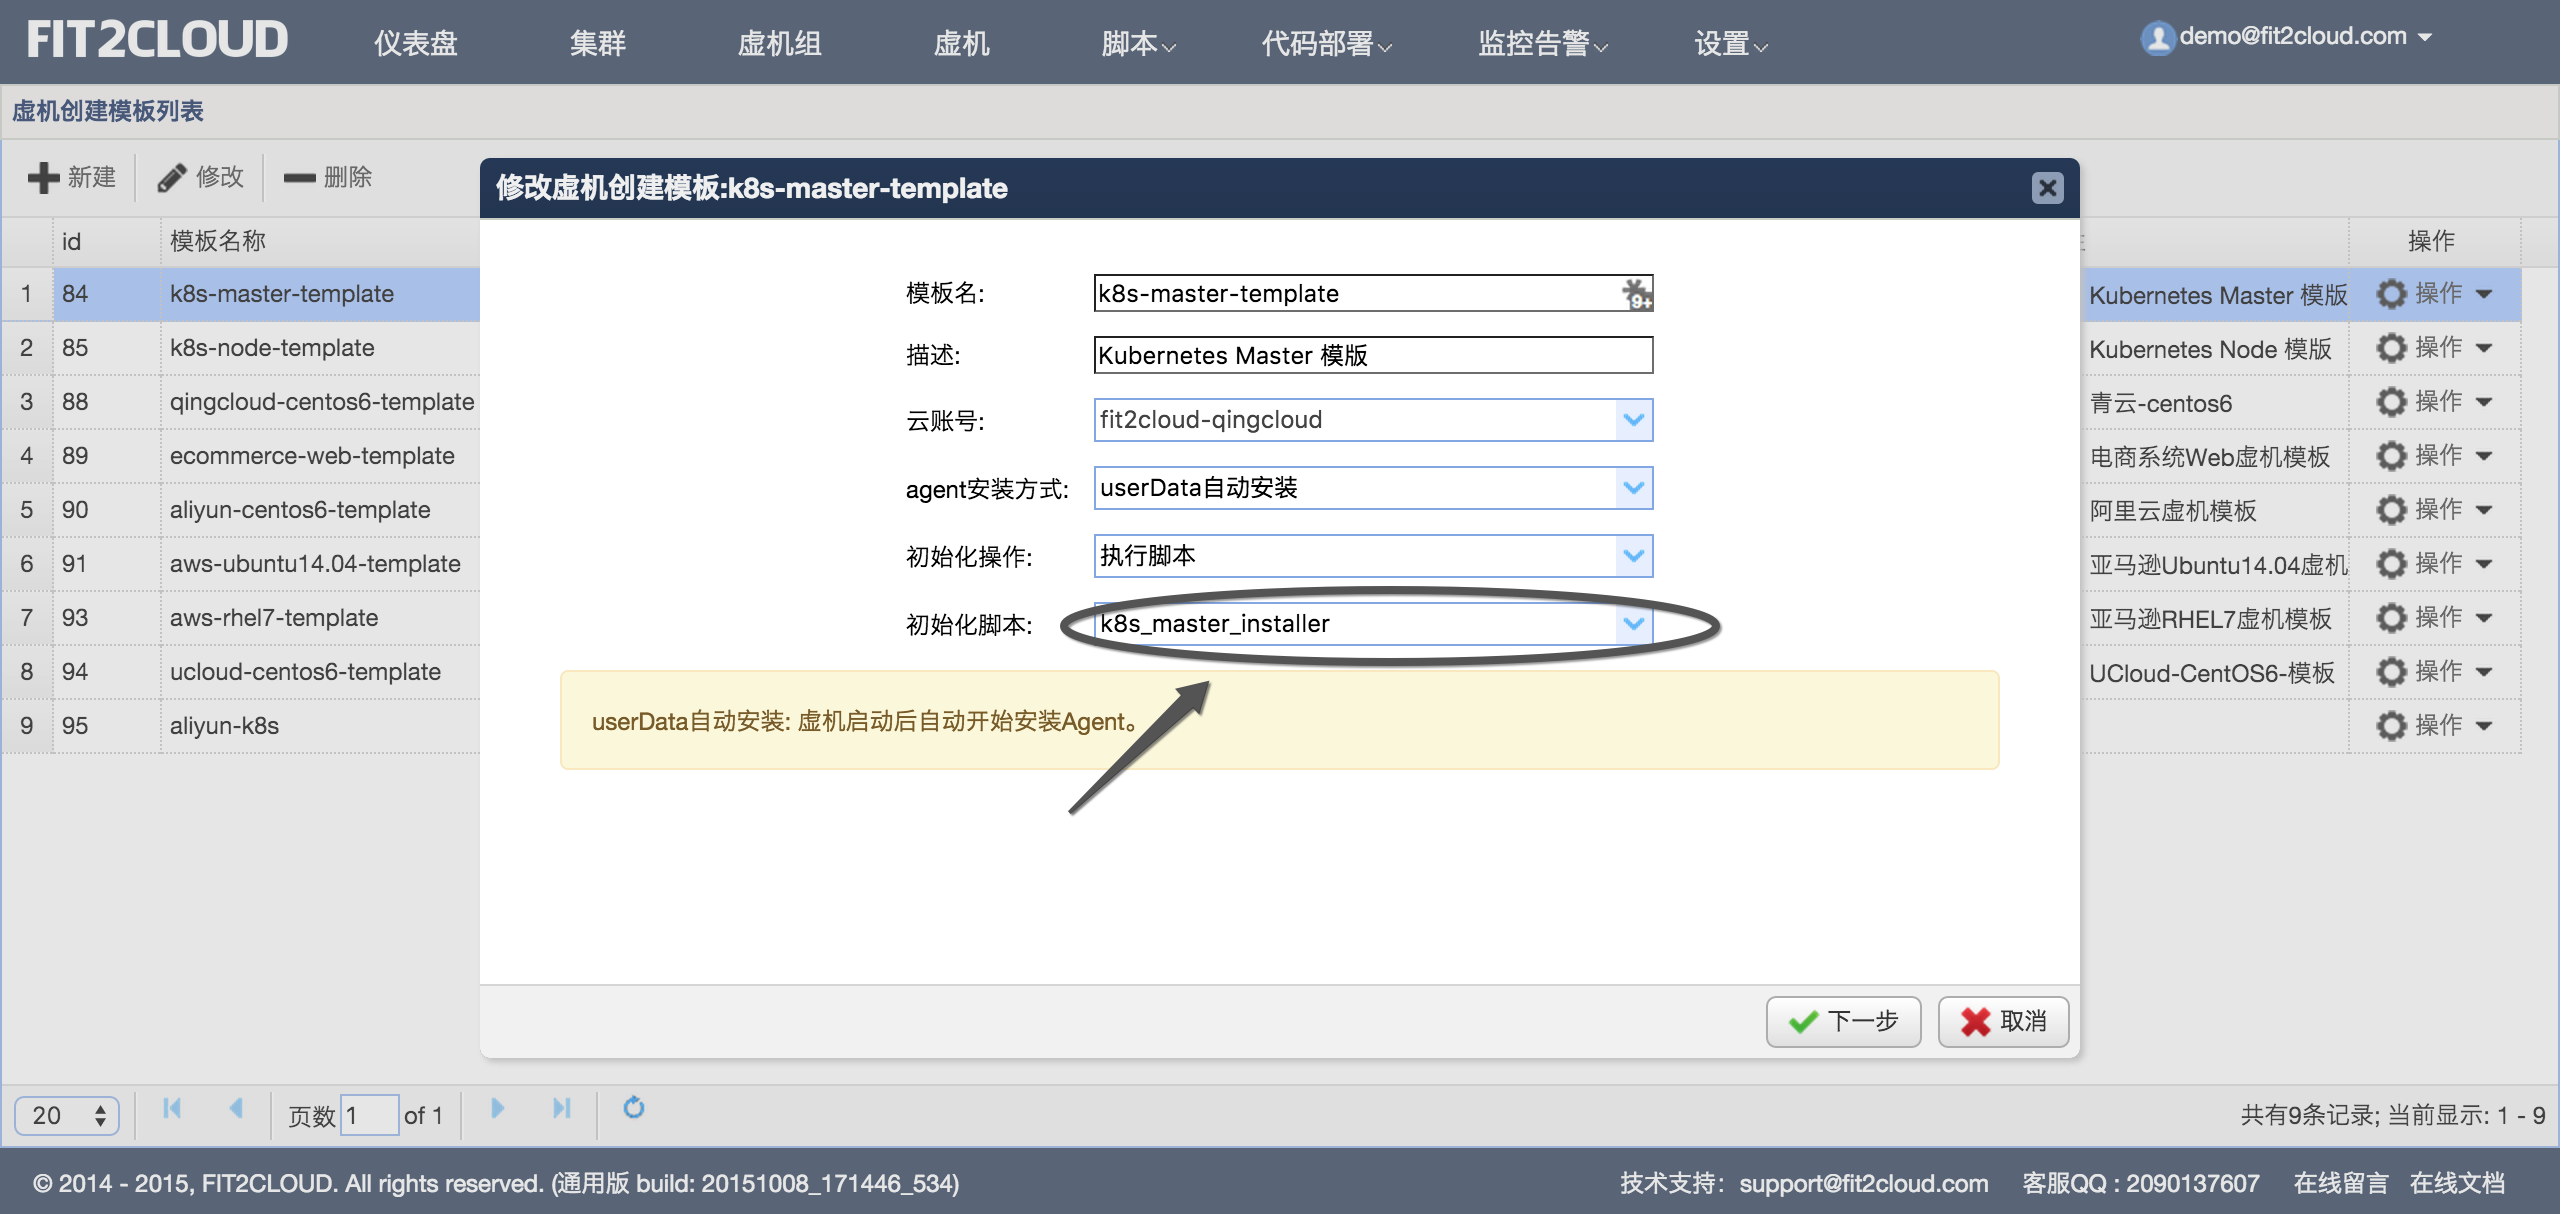 FIT2CLOUD 仪表盘 集群 虚机组 虚机 脚本 代码部署 监控告警 设置 demo@fit2cloud.com
虚机创建模板列表
新建 修改 删除
修改虚机创建模板:k8s-master-template
id 模板名称 操作
1 84 k8s-master-template Kubernetes Master 模版 操作
2 85 k8s-node-template Kubernetes Node 模版 操作
3 88 qingcloud-centos6-template 青云-centos6 操作
4 89 ecommerce-web-template 电商系统Web虚机模板 操作
5 90 aliyun-centos6-template 阿里云虚机模板 操作
6 91 aws-ubuntu14.04-template 亚马逊Ubuntu14.04虚机 操作
7 93 aws-rhel7-template 亚马逊RHEL7虚机模板 操作
8 94 ucloud-centos6-template UCloud-CentOS6-模板 操作
9 95 aliyun-k8s 操作
模板名: k8s-master-template 9+
描述: Kubernetes Master 模版
云账号: fit2cloud-qingcloud
agent安装方式: userData自动安装
初始化操作: 执行脚本
初始化脚本: k8s_master_installer
userData自动安装: 虚机启动后自动开始安装Agent。
下一步 取消
20 页数 1 of 1 共有9条记录; 当前显示: 1 - 9
© 2014 - 2015, FIT2CLOUD. All rights reserved. (通用版 build: 20151008_171446_534) 技术支持: support@fit2cloud.com 客服QQ : 2090137607 在线留言 在线文档